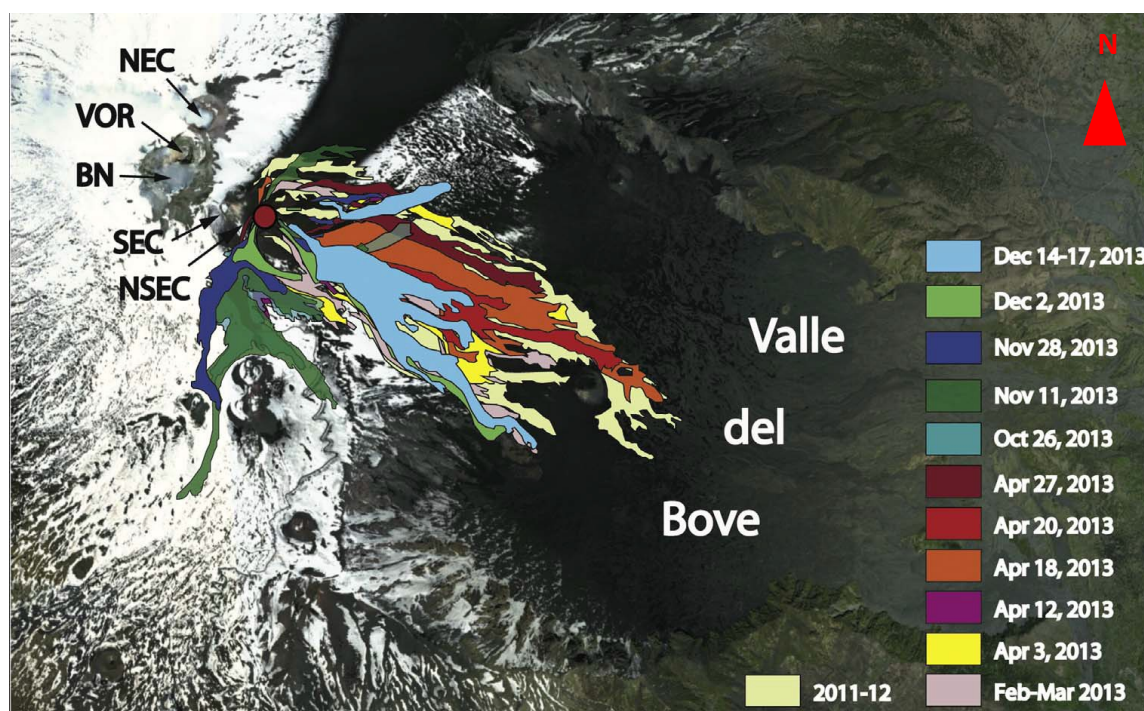 N
NEC
VOR
BN
SEC
NSEC
Valle
del
Bove
Dec 14-17, 2013
Dec 2, 2013
Nov 28, 2013
Nov 11, 2013
Oct 26, 2013
Apr 27, 2013
Apr 20, 2013
Apr 18, 2013
Apr 12, 2013
Apr 3, 2013
Feb-Mar 2013
2011-12